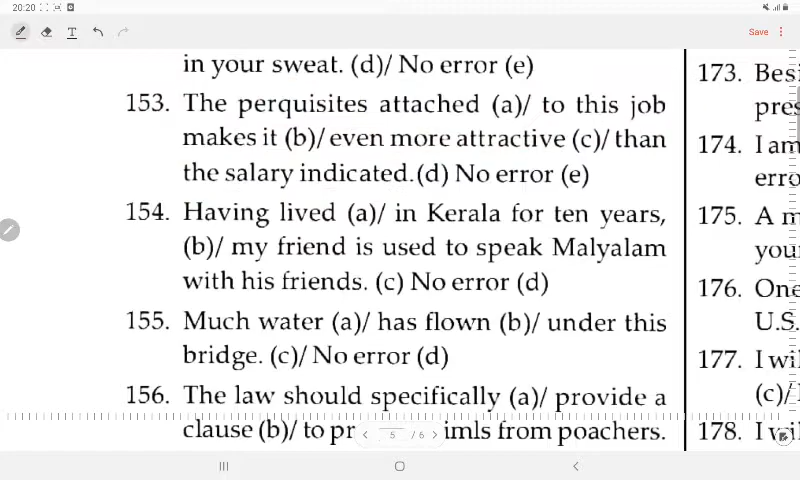 20:20
Save
in your sweat. (d)/ No error (e)
153. The perquisites attached (a)/ to this job
makes it (b)/ even more attractive (c)/ than
the salary indicated.(d) No error (e)
154. Having lived (a)/ in Kerala for ten years,
(b)/ my friend is used to speak Malyalam
with his friends. (c) No error (d)
155. Much water (a)/ has flown (b)/ under this
bridge. (c)/ No error (d)
156. The law should specifically (a)/ provide a
clause (b)/ to from poachers.
5 /6
173.
174. I am
175. A
176. One
U.S.
177. I
(c)/
178. I